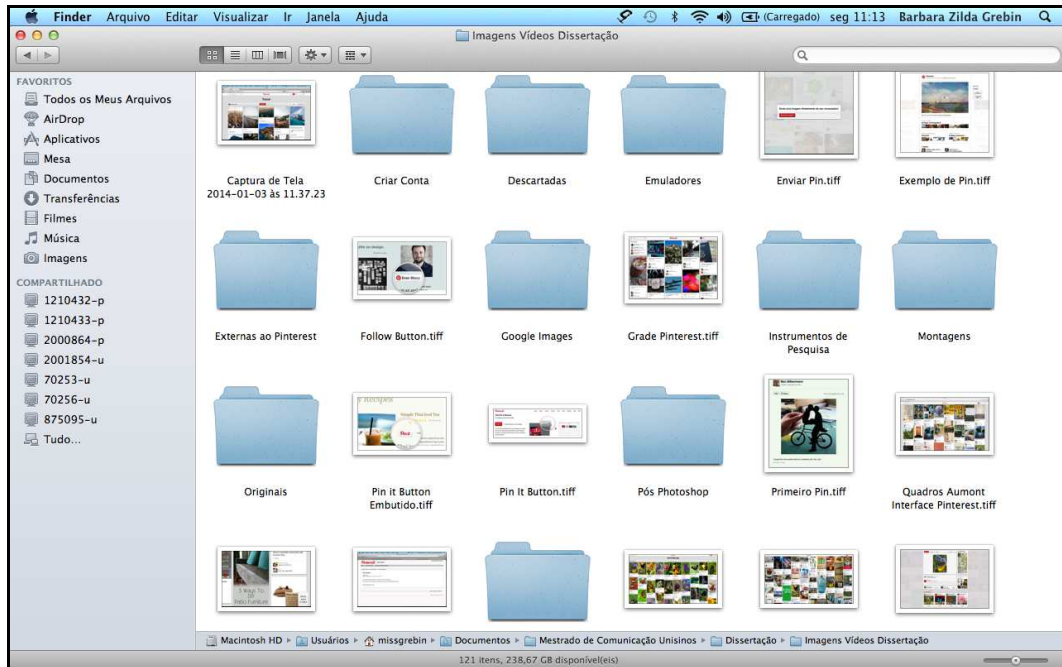 Finder Arquivo Editar Visualizar Ir Janela Ajuda (Carregado) seg 11:13 Barbara Zilda Grebin
Imagens Vídeos Dissertação
FAVORITOS
Todos os Meus Arquivos
AirDrop
Aplicativos
Mesa
Documentos
Transferências
Filmes
Música
Imagens
COMPARTILHADO
1210432-p
1210433-p
2000864-p
2001854-u
70253-u
70256-u
875095-u
Tudo...
Captura de Tela
2014-01-03 às 11.37.23
Criar Conta
Descartadas
Emuladores
Enviar Pin.tiff
Exemplo de Pin.tiff
Externas ao Pinterest
Follow Button.tiff
Google Images
Grade Pinterest.tiff
Instrumentos de
Pesquisa
Montagens
Originais
Pin it Button
Embutido.tiff
Pin It Button.tiff
Pós Photoshop
Primeiro Pin.tiff
Quadros Aumont
Interface Pinterest.tiff
Macintosh HD ▸ Usuários ▸ missgrebin ▸ Documentos ▸ Mestrado de Comunicação Unisinos ▸ Dissertação ▸ Imagens Vídeos Dissertação
121 itens, 238,67 GB disponível(eis)